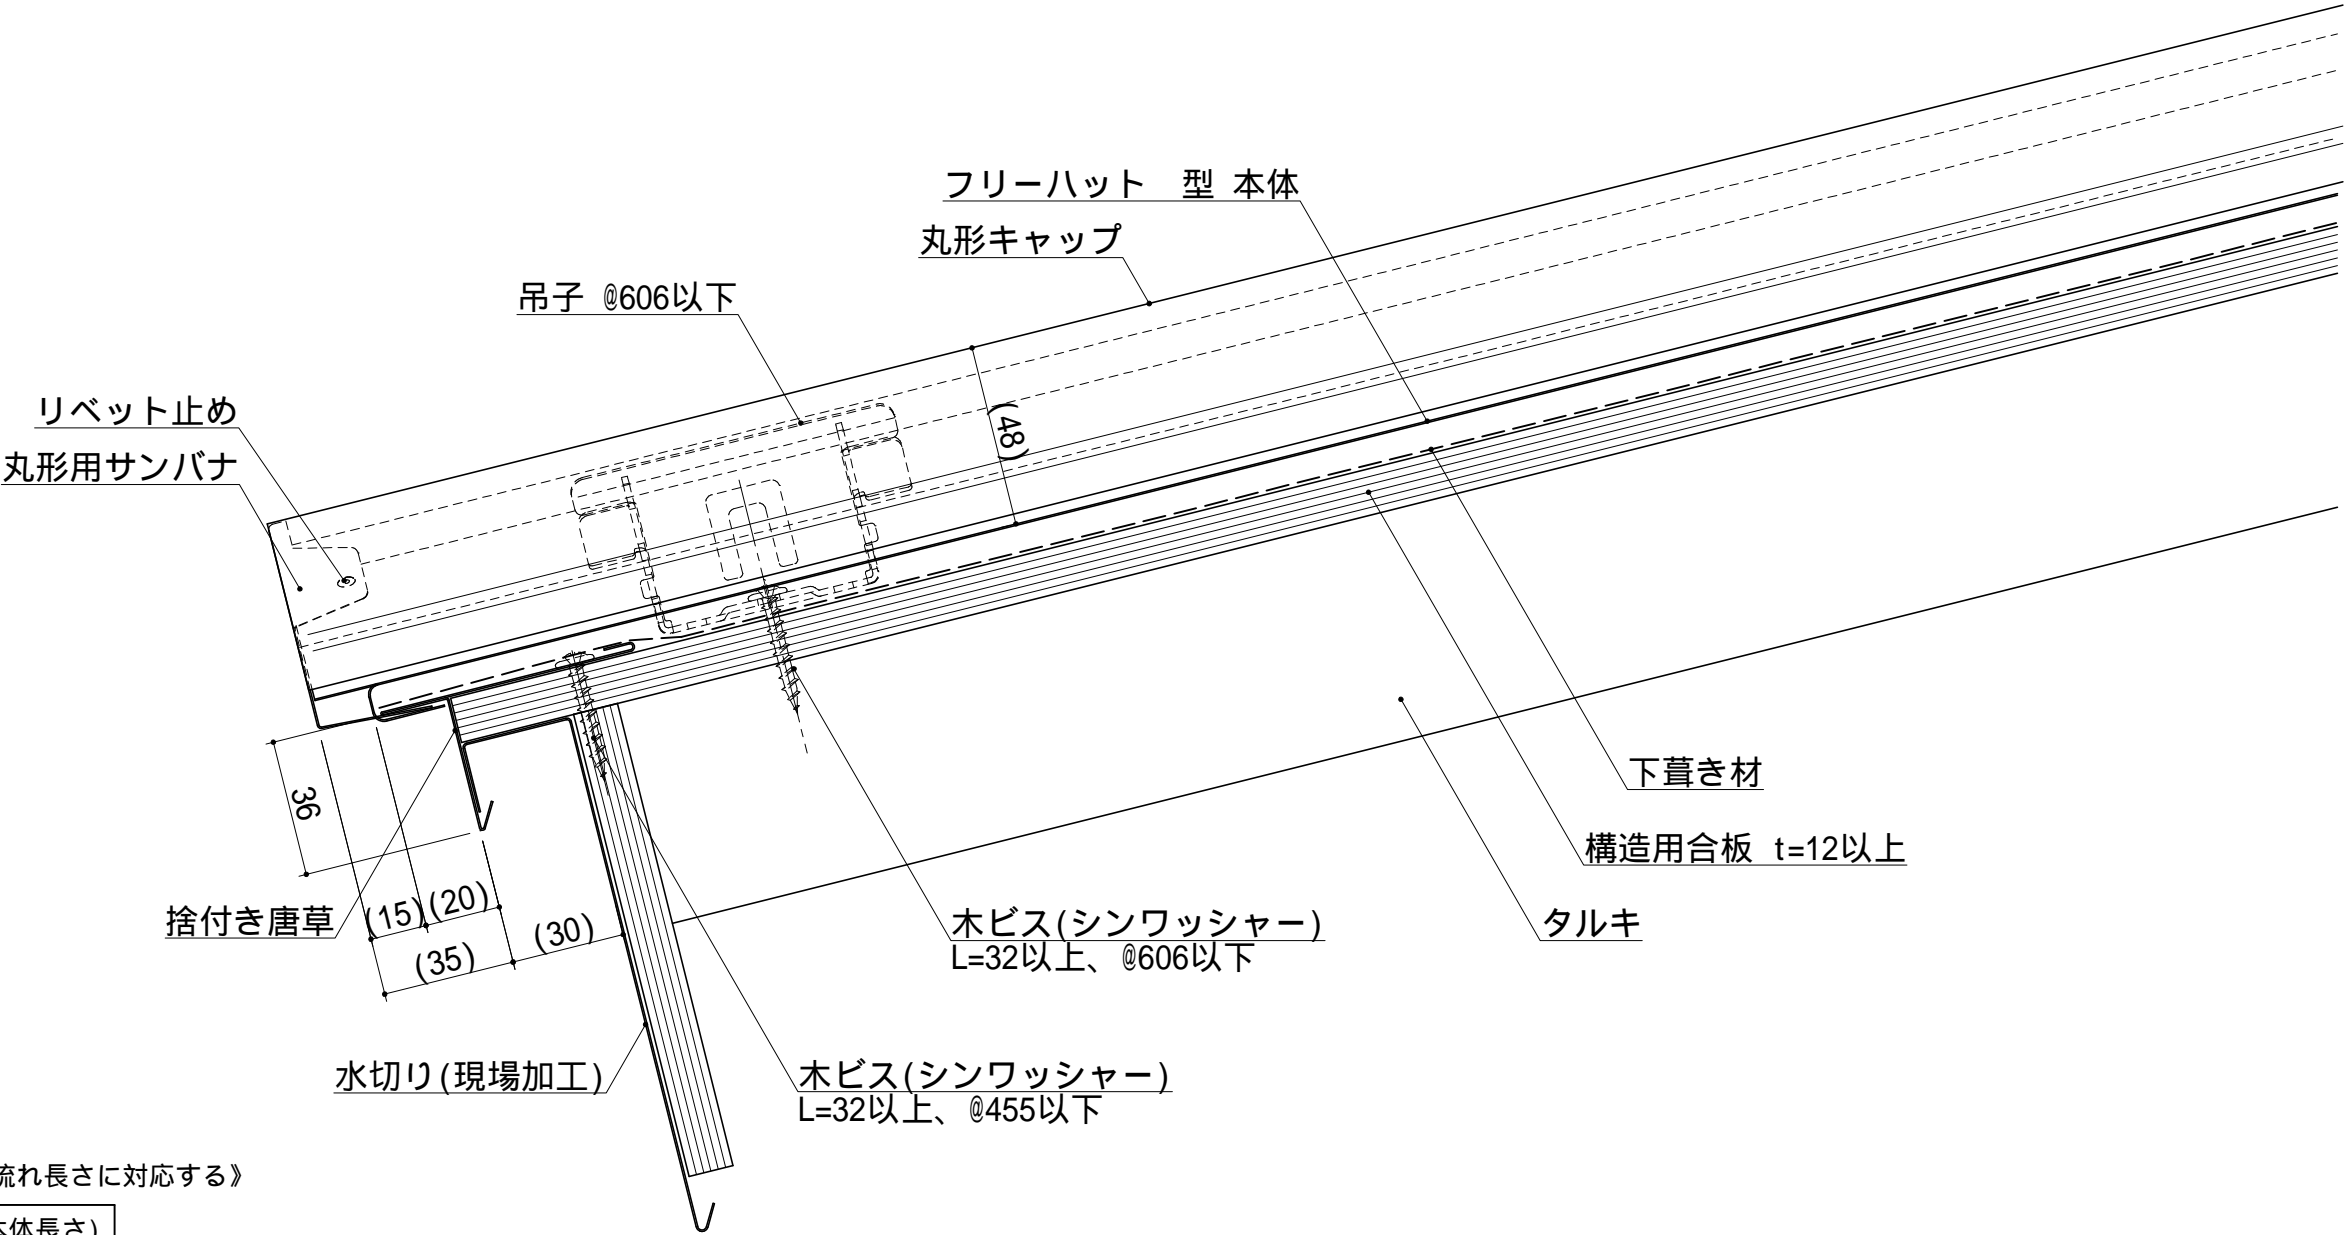 フリーハット　型 本体
丸形キャップ
吊子 @606以下
リベット止め
丸形用サンバナ
(48)
36
捨付き唐草
(15)
(20)
(35)
(30)
水切り(現場加工)
木ビス(シンワッシャー)
L=32以上、@606以下
木ビス(シンワッシャー)
L=32以上、@455以下
下葺き材
構造用合板 t=12以上
タルキ
流れ長さに対応する》
本体長さ)